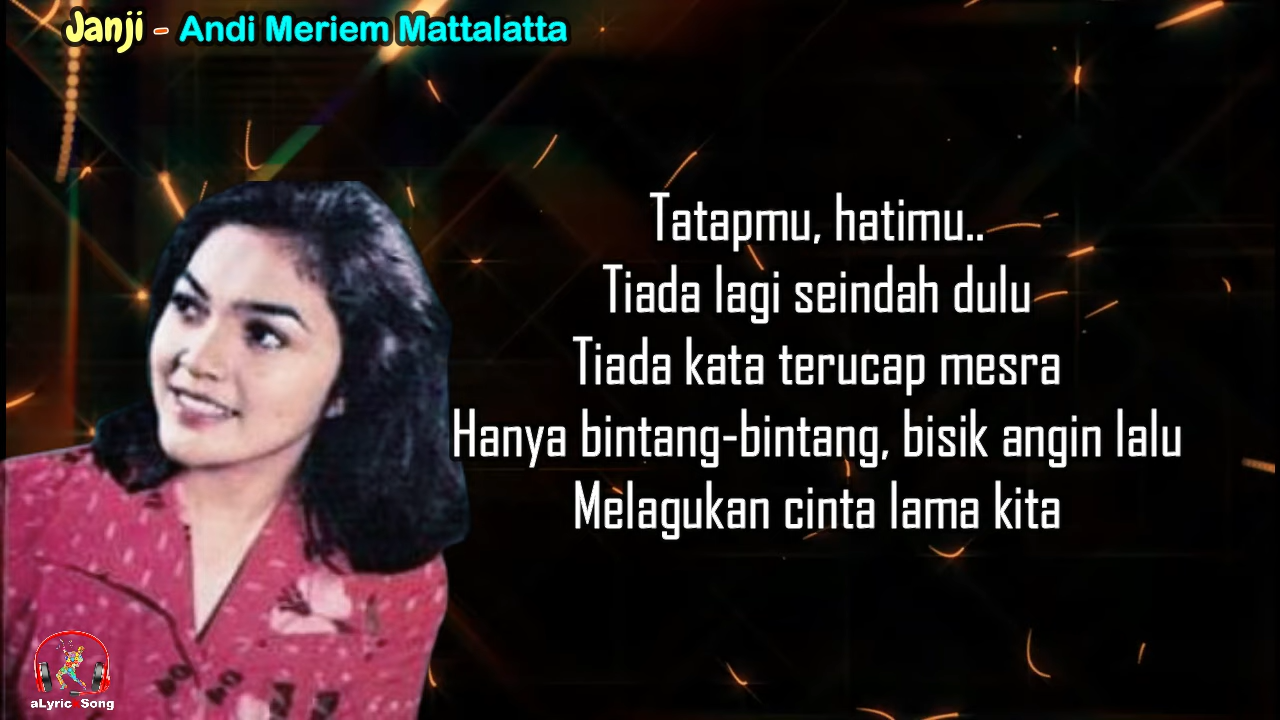 Janji - Andi Meriem Mattalatta
Tatapmu, hatimu..
Tiada lagi seindah dulu
Tiada kata terucap mesra
Hanya bintang-bintang, bisik angin lalu
Melagukan cinta lama kita
aLyric Song